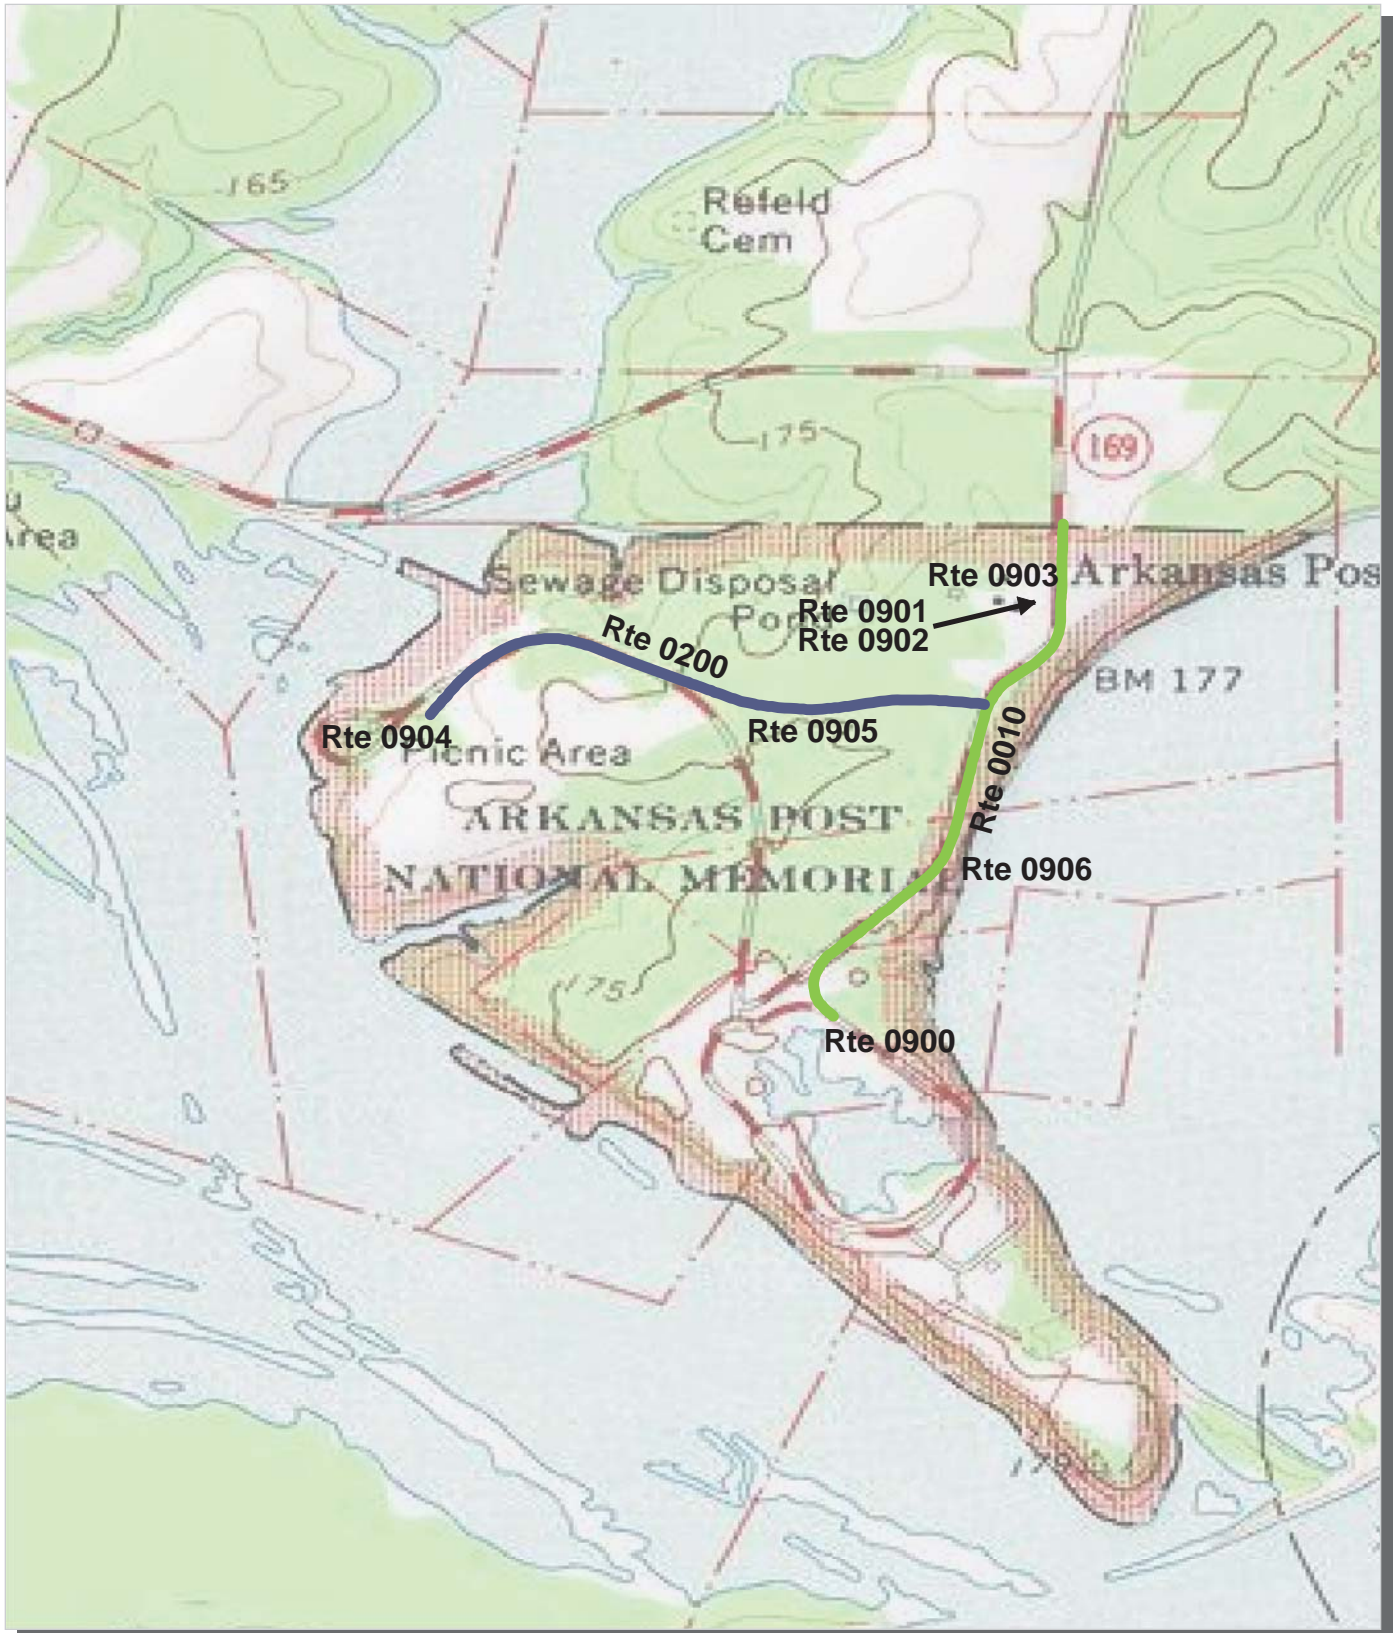 175
165
Refeld
Cem
175
169
u
Area
Sewage Disposal
Pond
Rte 0903
Arkansas Pos
Rte 0901
Rte 0902
Rte 0200
BM 177
Rte 0904
Picnic Area
Rte 0905
Rte 0010
ARKANSAS POST
NATIONAL MEMORIAL
Rte 0906
175
Rte 0900